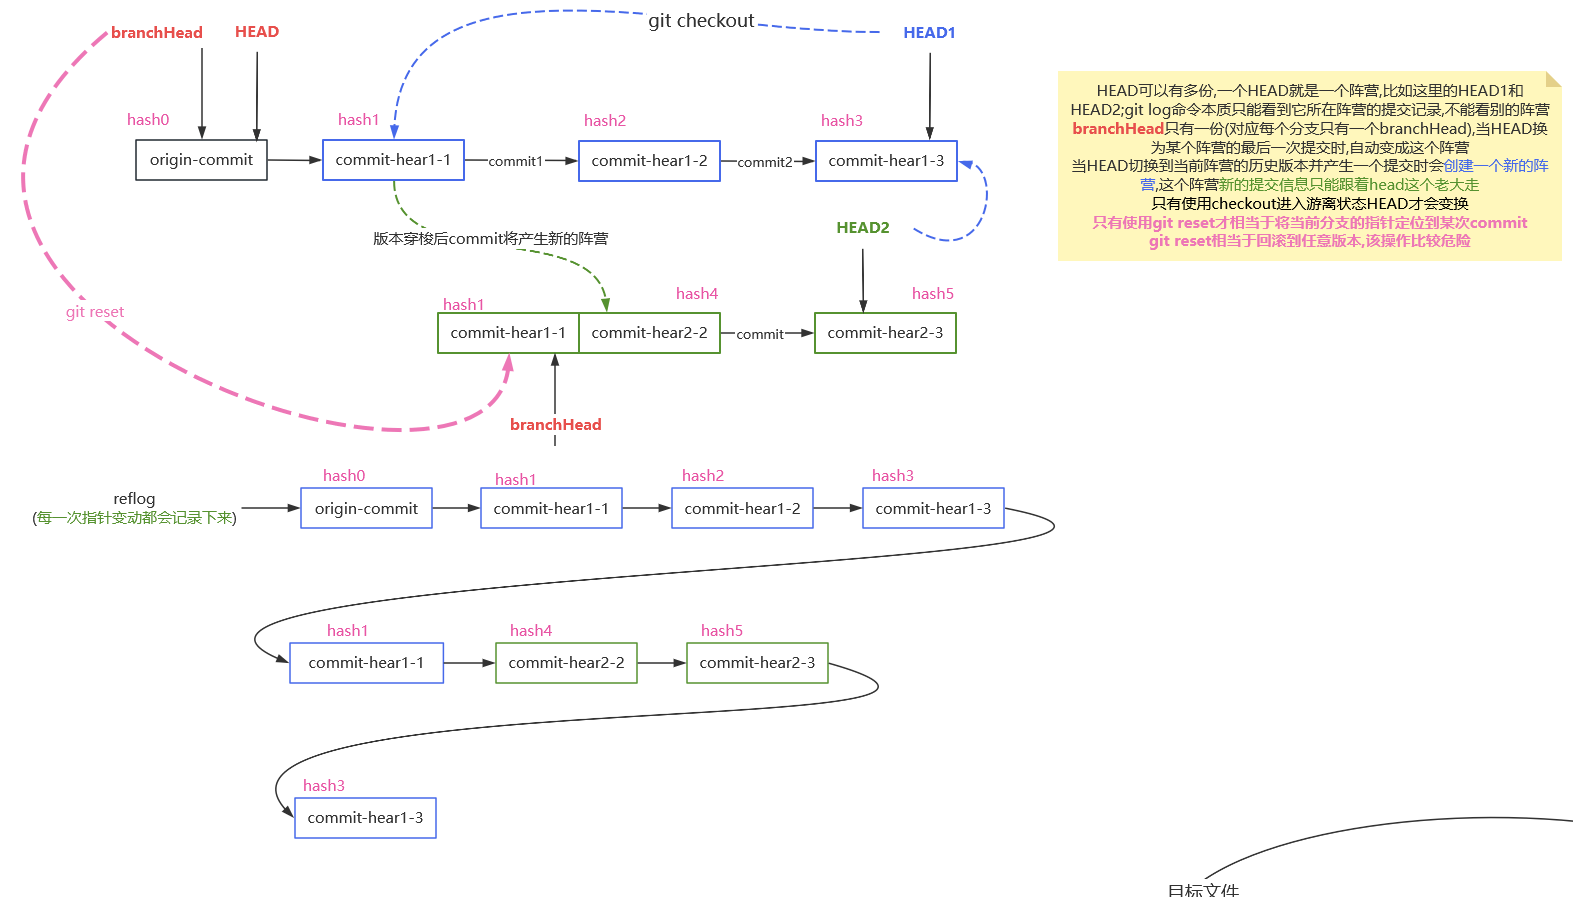 branchHead
HEAD
git checkout
HEAD1
hash0
hash1
hash2
hash3
origin-commit
commit-hear1-1
commit1
commit-hear1-2
commit2
commit-hear1-3
HEAD可以有多份,一个HEAD就是一个阵营,比如这里的HEAD1和
HEAD2;git log命令本质只能看到它所在阵营的提交记录,不能看别的阵营
branchHead只有一份(对应每个分支只有一个branchHead),当HEAD换
为某个阵营的最后一次提交时,自动变成这个阵营
当HEAD切换到当前阵营的历史版本并产生一个提交时会创建一个新的阵
营,这个阵营新的提交信息只能跟着head这个老大走
只有使用checkout进入游离状态HEAD才会变换
只有使用git reset才相当于将当前分支的指针定位到某次commit
git reset相当于回滚到任意版本,该操作比较危险
版本穿梭后commit将产生新的阵营
HEAD2
git reset
hash1
hash4
hash5
commit-hear1-1
commit-hear2-2
commit
commit-hear2-3
branchHead
reflog
(每一次指针变动都会记录下来)
hash0
hash1
hash2
hash3
origin-commit
commit-hear1-1
commit-hear1-2
commit-hear1-3
hash1
hash4
hash5
commit-hear1-1
commit-hear2-2
commit-hear2-3
hash3
commit-hear1-3
目标文件